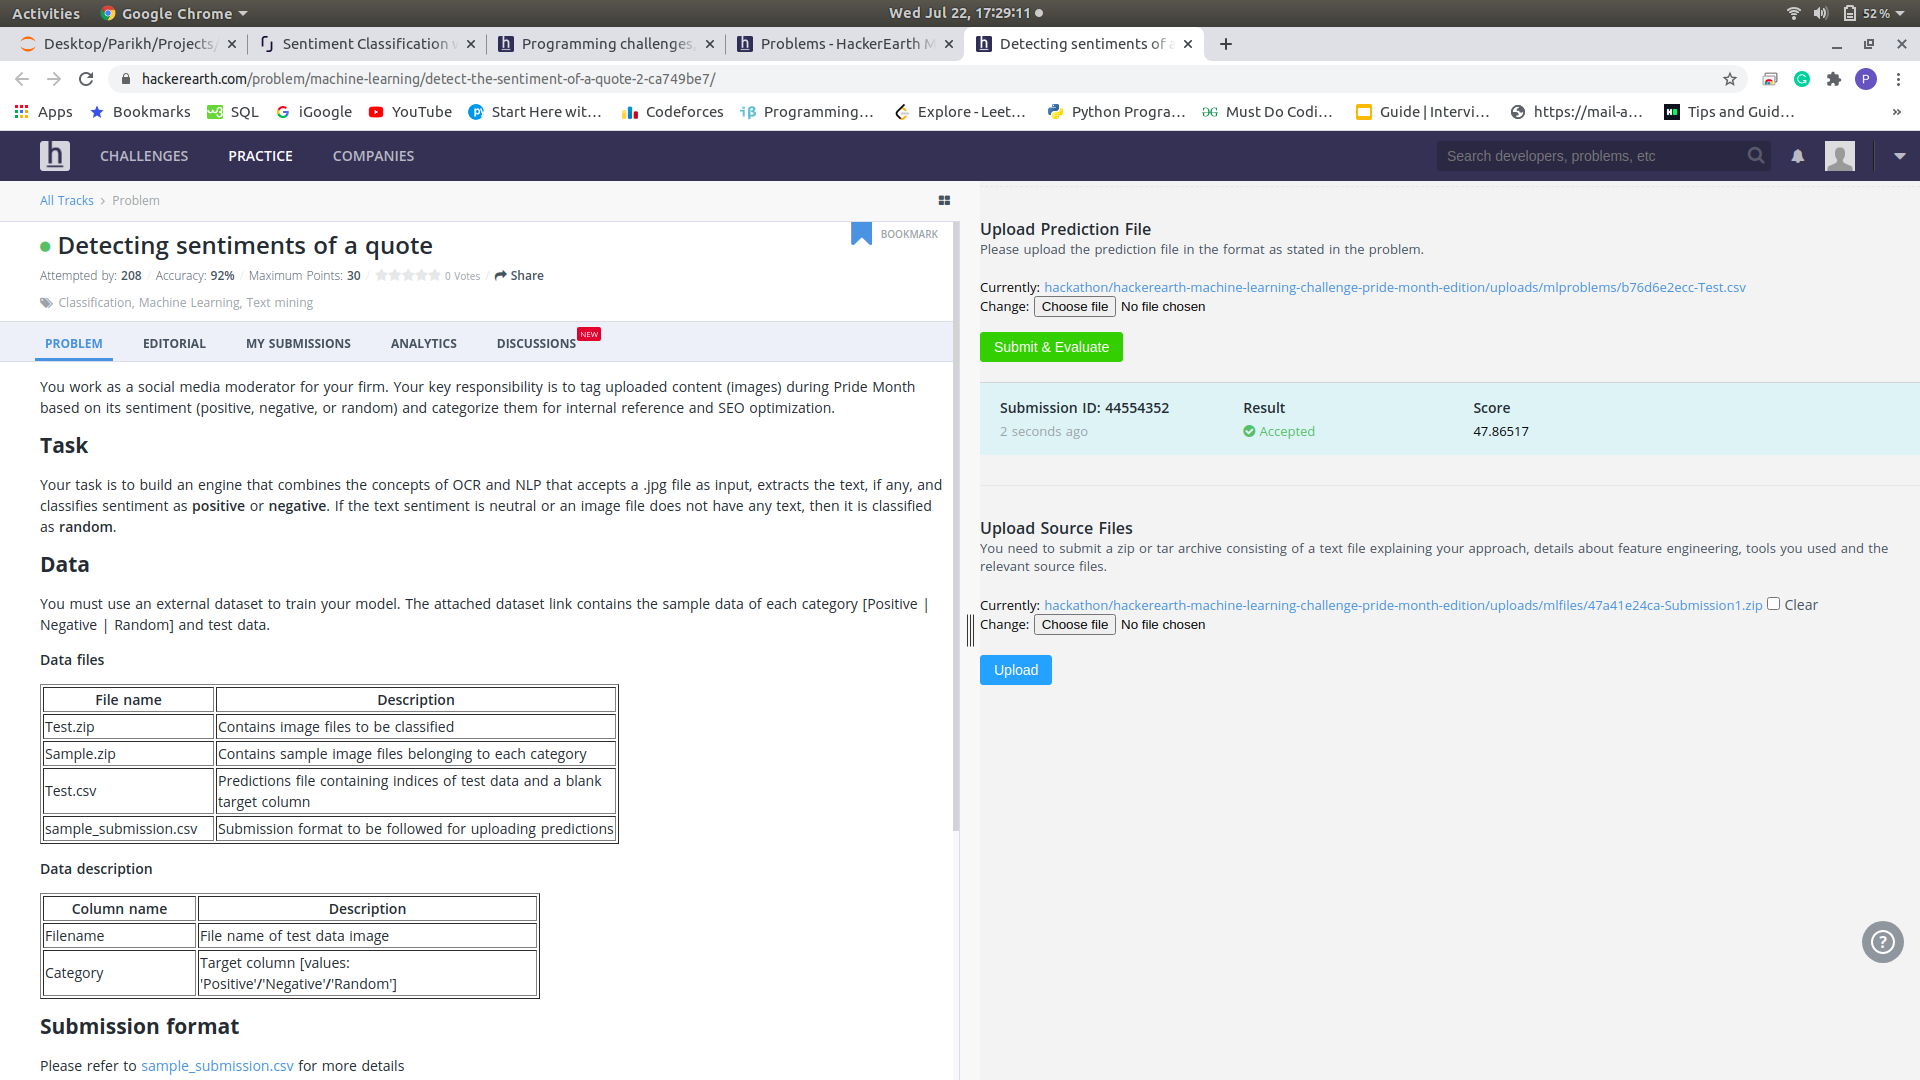 Activities Google Chrome Wed Jul 22, 17:29:11 52%
Desktop/Parikh/Projects/ Sentiment Classification Programming challenges, Problems - HackerEarth M Detecting sentiments of a
hackerearth.com/problem/machine-learning/detect-the-sentiment-of-a-quote-2-ca749be7/ P
Apps Bookmarks SQL iGoogle YouTube Start Here wit... Codeforces Programming... Explore - Leet... Python Progra... Must Do Codi... Guide | Intervi... https://mail-a... Tips and Guid... »
h CHALLENGES PRACTICE COMPANIES Search developers, problems, etc
All Tracks › Problem
Detecting sentiments of a quote BOOKMARK
Attempted by: 208 / Accuracy: 92% / Maximum Points: 30 / 0 Votes / Share
Classification, Machine Learning, Text mining
PROBLEM EDITORIAL MY SUBMISSIONS ANALYTICS DISCUSSIONS NEW
You work as a social media moderator for your firm. Your key responsibility is to tag uploaded content (images) during Pride Month
based on its sentiment (positive, negative, or random) and categorize them for internal reference and SEO optimization.
Task
Your task is to build an engine that combines the concepts of OCR and NLP that accepts a .jpg file as input, extracts the text, if any, and
classifies sentiment as positive or negative. If the text sentiment is neutral or an image file does not have any text, then it is classified
as random.
Data
You must use an external dataset to train your model. The attached dataset link contains the sample data of each category [Positive |
Negative | Random] and test data.
Data files
File name Description
Test.zip Contains image files to be classified
Sample.zip Contains sample image files belonging to each category
Test.csv Predictions file containing indices of test data and a blank
target column
sample_submission.csv Submission format to be followed for uploading predictions
Data description
Column name Description
Filename File name of test data image
Category Target column [values:
'Positive'/'Negative'/'Random']
Submission format
Please refer to sample_submission.csv for more details
Upload Prediction File
Please upload the prediction file in the format as stated in the problem.
Currently: hackathon/hackerearth-machine-learning-challenge-pride-month-edition/uploads/mlproblems/b76d6e2ecc-Test.csv
Change: Choose file No file chosen
Submit & Evaluate
Submission ID: 44554352 Result Score
2 seconds ago Accepted 47.86517
Upload Source Files
You need to submit a zip or tar archive consisting of a text file explaining your approach, details about feature engineering, tools you used and the
relevant source files.
Currently: hackathon/hackerearth-machine-learning-challenge-pride-month-edition/uploads/mlfiles/47a41e24ca-Submission1.zip Clear
Change: Choose file No file chosen
Upload
?